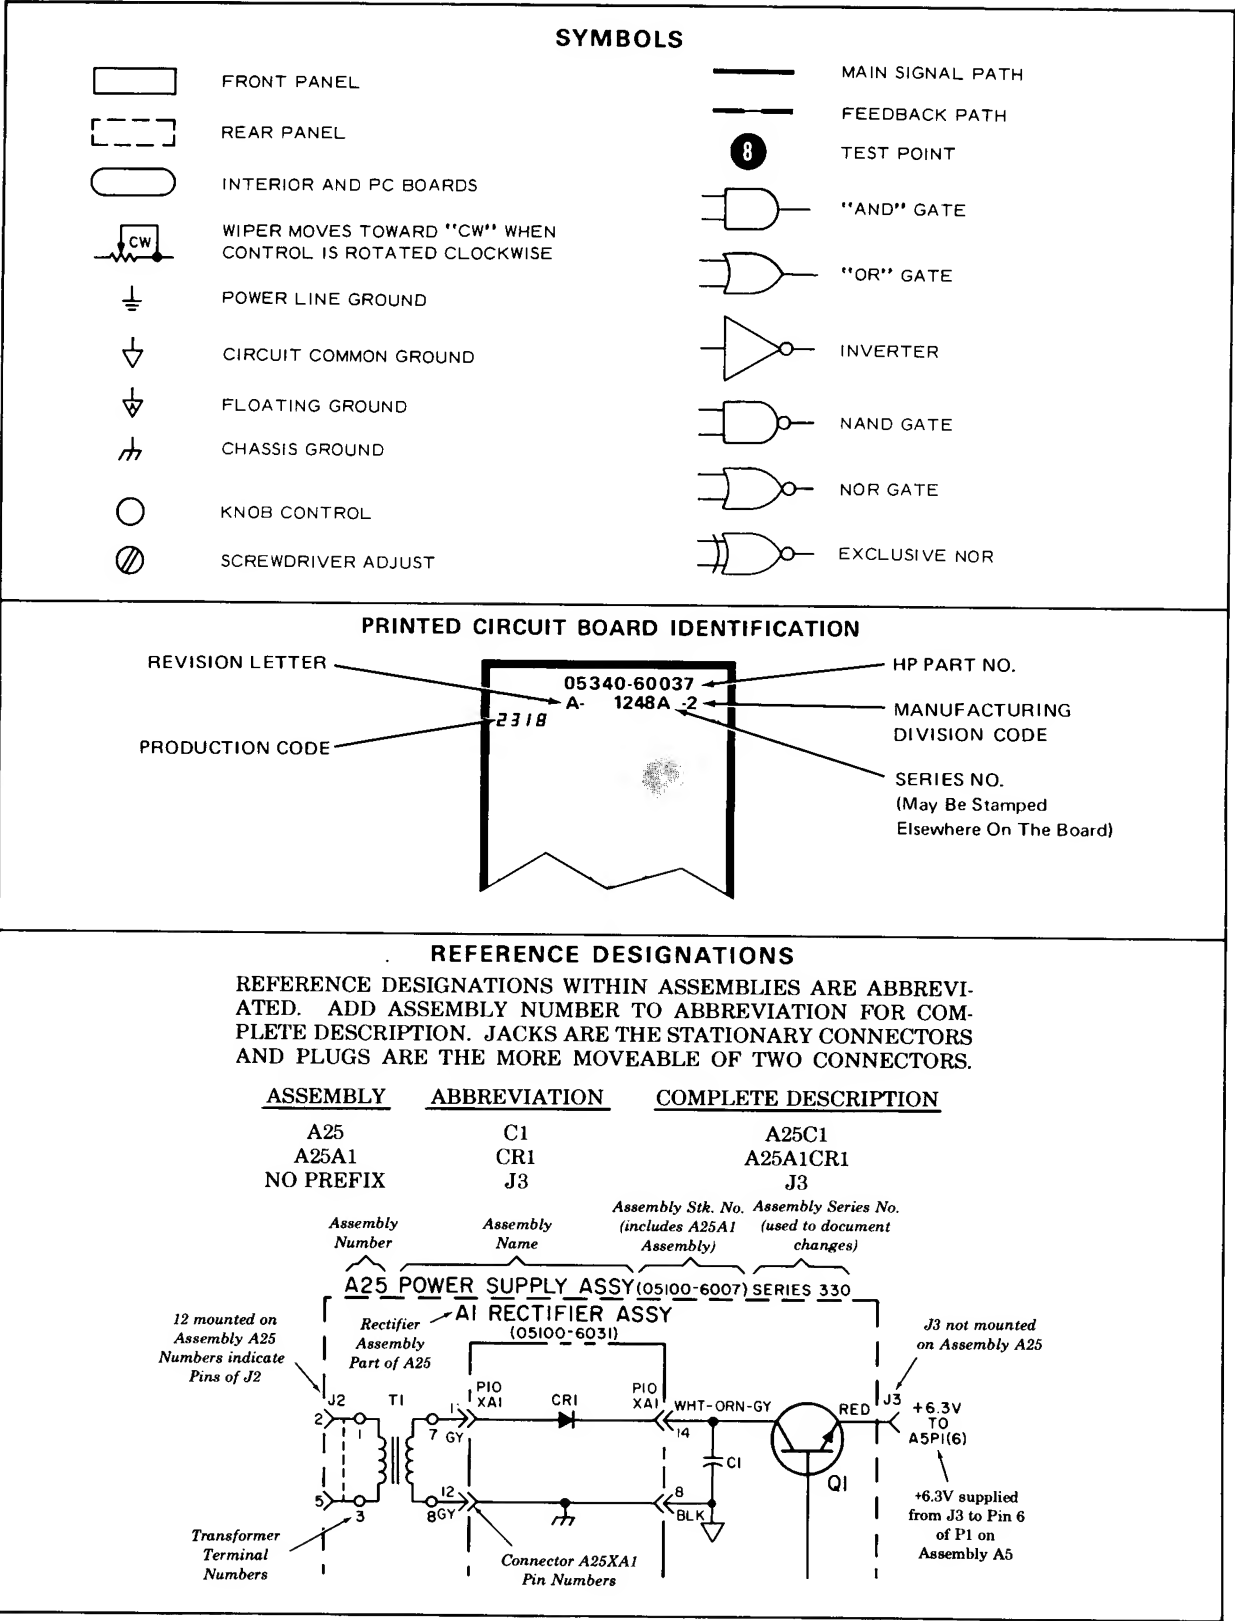 SYMBOLS
FRONT PANEL
REAR PANEL
INTERIOR AND PC BOARDS
CW
WIPER MOVES TOWARD "CW" WHEN
CONTROL IS ROTATED CLOCKWISE
POWER LINE GROUND
CIRCUIT COMMON GROUND
FLOATING GROUND
CHASSIS GROUND
KNOB CONTROL
SCREWDRIVER ADJUST
MAIN SIGNAL PATH
FEEDBACK PATH
8
TEST POINT
"AND" GATE
"OR" GATE
INVERTER
NAND GATE
NOR GATE
EXCLUSIVE NOR
PRINTED CIRCUIT BOARD IDENTIFICATION
REVISION LETTER
PRODUCTION CODE
05340-60037
A- 1248A -2
2318
HP PART NO.
MANUFACTURING
DIVISION CODE
SERIES NO.
(May Be Stamped
Elsewhere On The Board)
REFERENCE DESIGNATIONS
REFERENCE DESIGNATIONS WITHIN ASSEMBLIES ARE ABBREVI-
ATED. ADD ASSEMBLY NUMBER TO ABBREVIATION FOR COM-
PLETE DESCRIPTION. JACKS ARE THE STATIONARY CONNECTORS
AND PLUGS ARE THE MORE MOVEABLE OF TWO CONNECTORS.
ASSEMBLY ABBREVIATION COMPLETE DESCRIPTION
A25 C1 A25C1
A25A1 CR1 A25A1CR1
NO PREFIX J3 J3
Assembly
Number
Assembly
Name
Assembly Stk. No.
(includes A25A1
Assembly)
Assembly Series No.
(used to document
changes)
A25 POWER SUPPLY ASSY (05100-6007) SERIES 330
A1 RECTIFIER ASSY
(05100-6031)
12 mounted on
Assembly A25
Numbers indicate
Pins of J2
Rectifier
Assembly
Part of A25
J3 not mounted
on Assembly A25
J2
T1
P10
XA1
CR1
P10
XA1
WHT-ORN-GY
RED
J3
+6.3V
TO
A5P1(6)
2
1
7
1
GY
14
C1
Q1
5
3
8
12
GY
8
BLK
+6.3V supplied
from J3 to Pin 6
of P1 on
Assembly A5
Transformer
Terminal
Numbers
Connector A25XA1
Pin Numbers